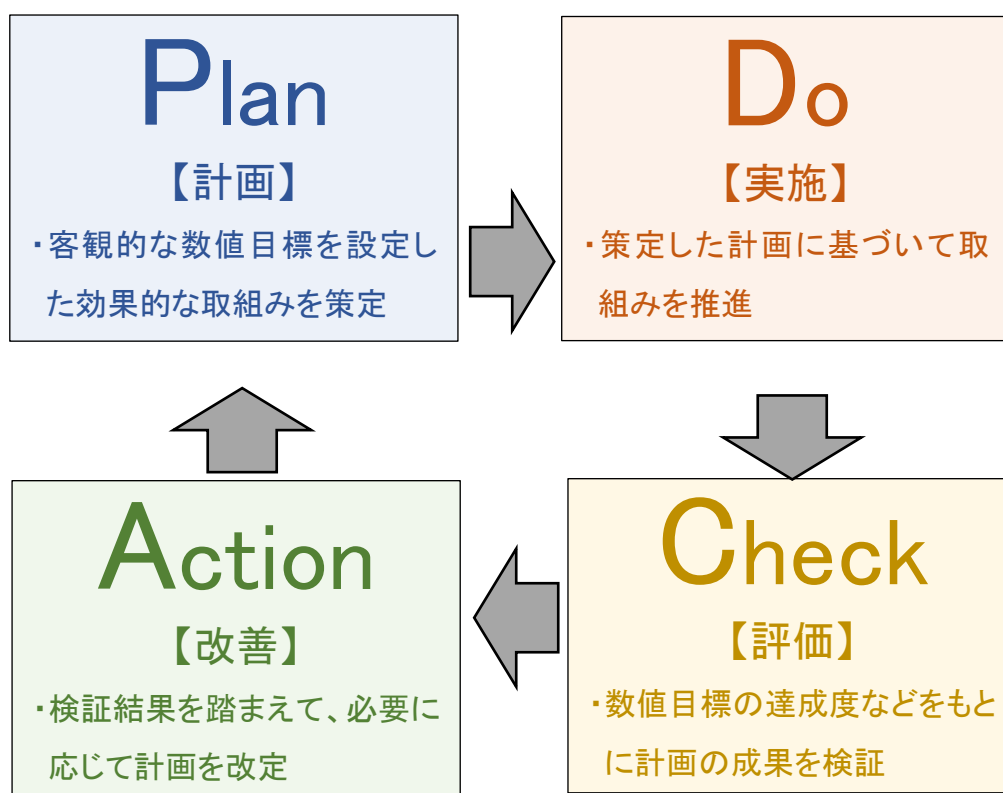 Plan
【計画】
・客観的な数値目標を設定し
た効果的な取組みを策定
Do
【実施】
・策定した計画に基づいて取
組みを推進
Check
【評価】
・数値目標の達成度などをもと
に計画の成果を検証
Action
【改善】
・検証結果を踏まえて、必要に
応じて計画を改定